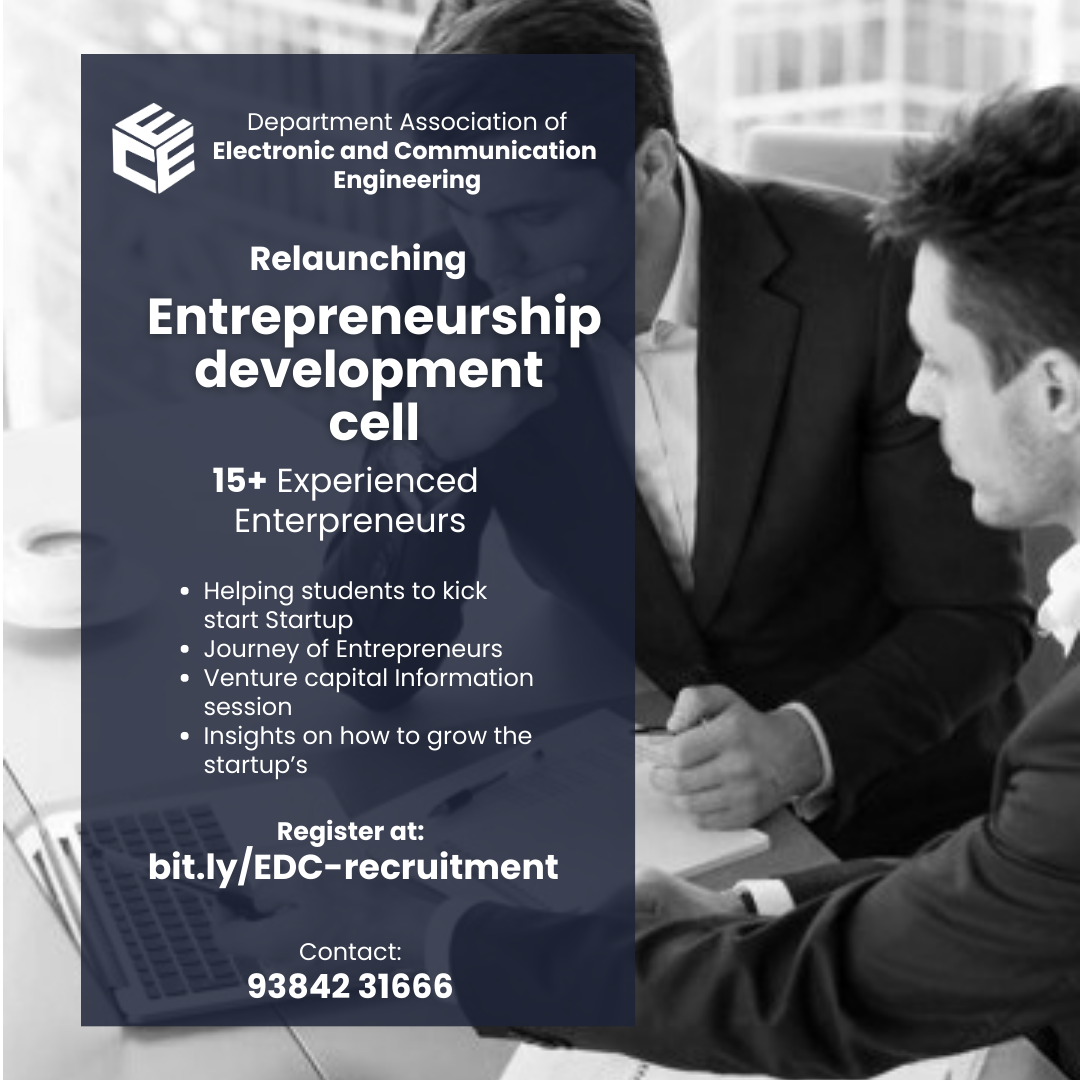 ECE
Department Association of
Electronic and Communication
Engineering
Relaunching
Entrepreneurship
development
cell
15+ Experienced
Enterpreneurs
• Helping students to kick
start Startup
• Journey of Entrepreneurs
• Venture capital Information
session
• Insights on how to grow the
startup's
Register at:
bit.ly/EDC-recruitment
Contact:
93842 31666